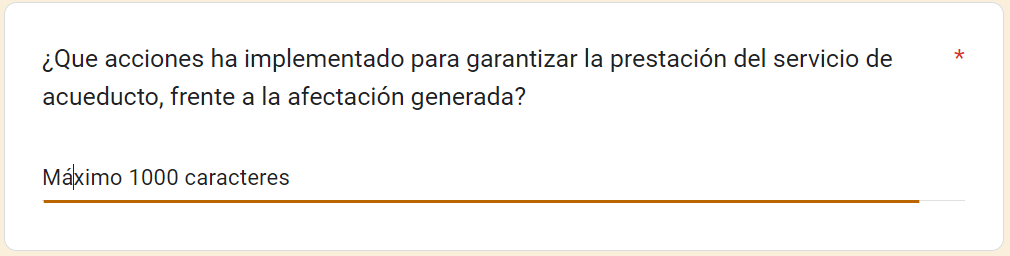 ¿Que acciones ha implementado para garantizar la prestación del servicio de *
acueducto, frente a la afectación generada?
Máximo 1000 caracteres